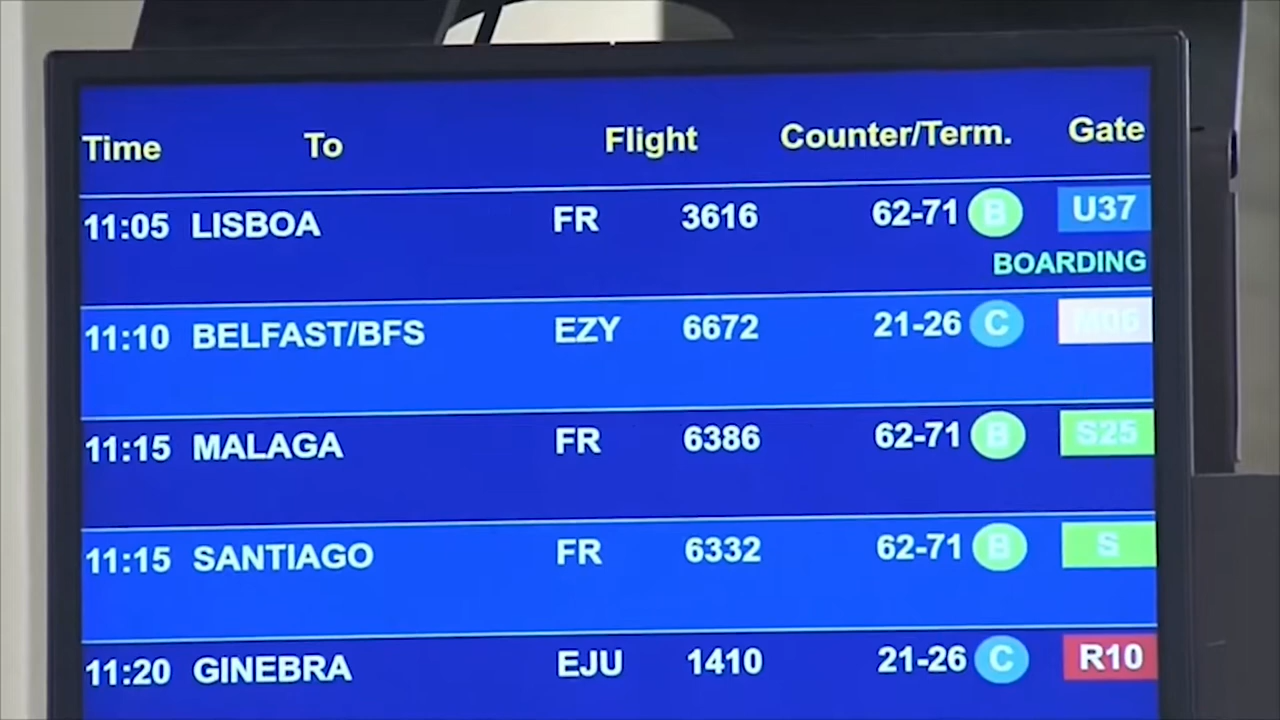 Time To Flight Counter/Term. Gate
11:05 LISBOA FR 3616 62-71 B U37
BOARDING
11:10 BELFAST/BFS EZY 6672 21-26 C
11:15 MALAGA FR 6386 62-71 B S25
11:15 SANTIAGO FR 6332 62-71 B S
11:20 GINEBRA EJU 1410 21-26 C R10